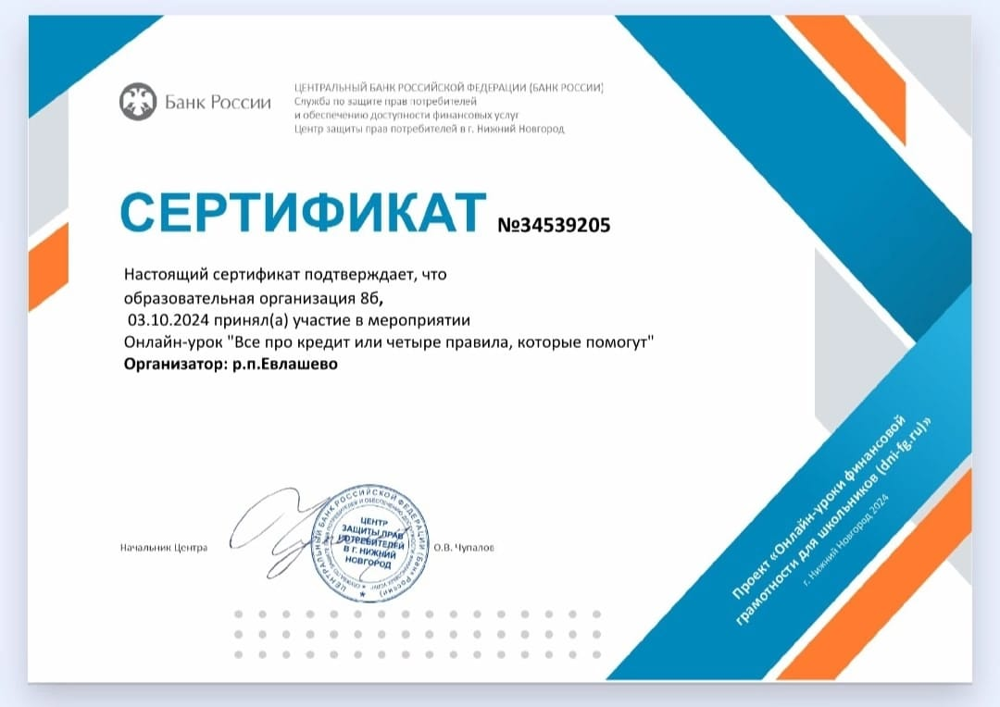 Банк России
ЦЕНТРАЛЬНЫЙ БАНК РОССИЙСКОЙ ФЕДЕРАЦИИ (БАНК РОССИИ)
Служба по защите прав потребителей
и обеспечению доступности финансовых услуг
Центр защиты прав потребителей в г. Нижний Новгород
СЕРТИФИКАТ №34539205
Настоящий сертификат подтверждает, что
образовательная организация 8б,
03.10.2024 принял(а) участие в мероприятии
Онлайн-урок "Все про кредит или четыре правила, которые помогут"
Организатор: р.п.Евлашево
Начальник Центра
ЦЕНТРАЛЬНЫЙ БАНК РОССИЙСКОЙ ФЕДЕРАЦИИ (Банк России)
ЦЕНТР
ЗАЩИТЫ ПРАВ
ПОТРЕБИТЕЛЕЙ
В Г. НИЖНИЙ
НОВГОРОД
О.В. Чупалов
Проект «Онлайн-уроки финансовой
грамотности для школьников (dni-fg.ru)»
г. Нижний Новгород 2024